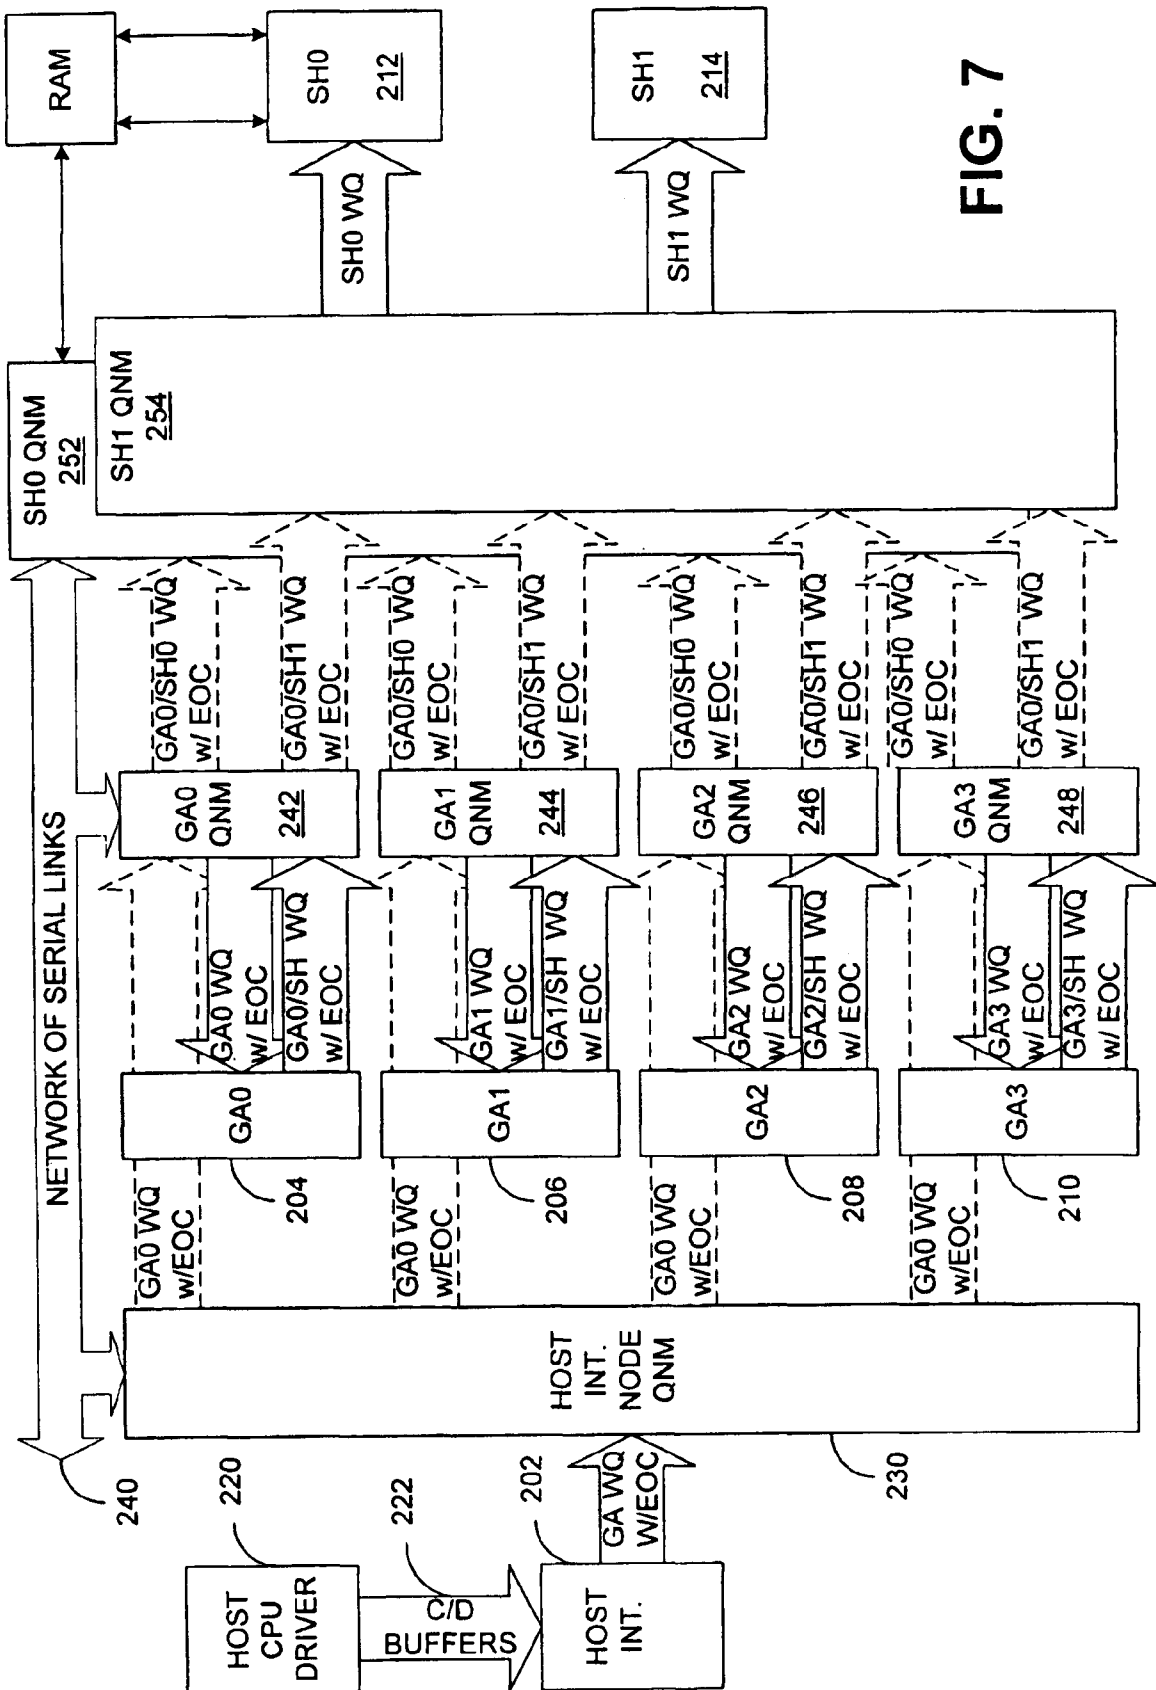 NETWORK OF SERIAL LINKS
240
HOST
CPU
DRIVER
220
C/D
BUFFERS
222
HOST
INT.
202
GA WQ
W/EOC
HOST
INT.
NODE
QNM
230
GA0 WQ
w/EOC
GA0 WQ
w/EOC
GA0 WQ
w/EOC
GA0 WQ
w/EOC
GA0
204
GA1
206
GA2
208
GA3
210
GA0 WQ
w/ EOC
GA0/SH WQ
w/ EOC
GA1 WQ
w/ EOC
GA1/SH WQ
w/ EOC
GA2 WQ
w/ EOC
GA2/SH WQ
w/ EOC
GA3 WQ
w/ EOC
GA3/SH WQ
w/ EOC
GA0
QNM
242
GA1
QNM
244
GA2
QNM
246
GA3
QNM
248
GA0/SH0 WQ
w/ EOC
GA0/SH1 WQ
w/ EOC
GA0/SH0 WQ
w/ EOC
GA0/SH1 WQ
w/ EOC
GA0/SH0 WQ
w/ EOC
GA0/SH1 WQ
w/ EOC
GA0/SH0 WQ
w/ EOC
GA0/SH1 WQ
w/ EOC
SH0 QNM
252
SH1 QNM
254
SH0 WQ
SH1 WQ
RAM
SH0
212
SH1
214
FIG. 7